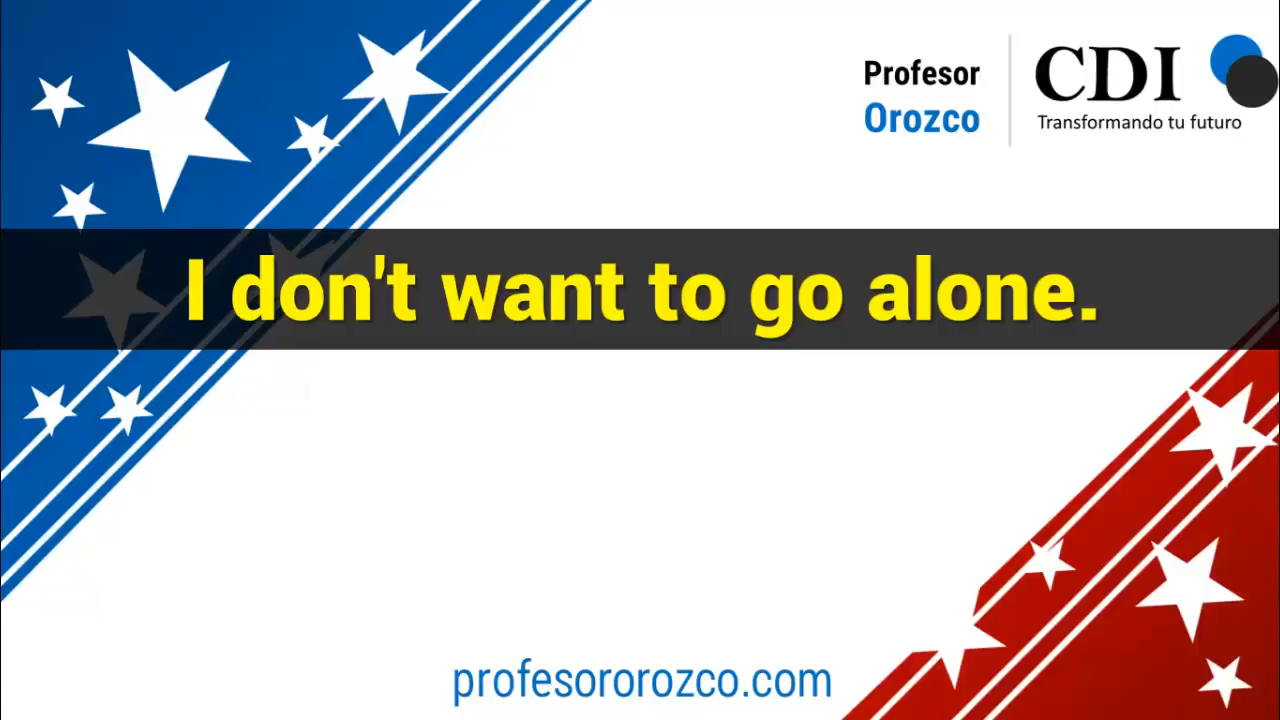 Profesor
Orozco
CDI
Transformando tu futuro
I don't want to go alone.
profesororozco.com